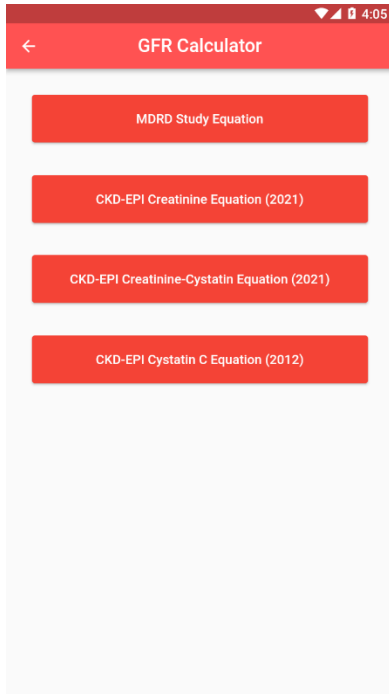 4:05
GFR Calculator
MDRD Study Equation
CKD-EPI Creatinine Equation (2021)
CKD-EPI Creatinine-Cystatin Equation (2021)
CKD-EPI Cystatin C Equation (2012)